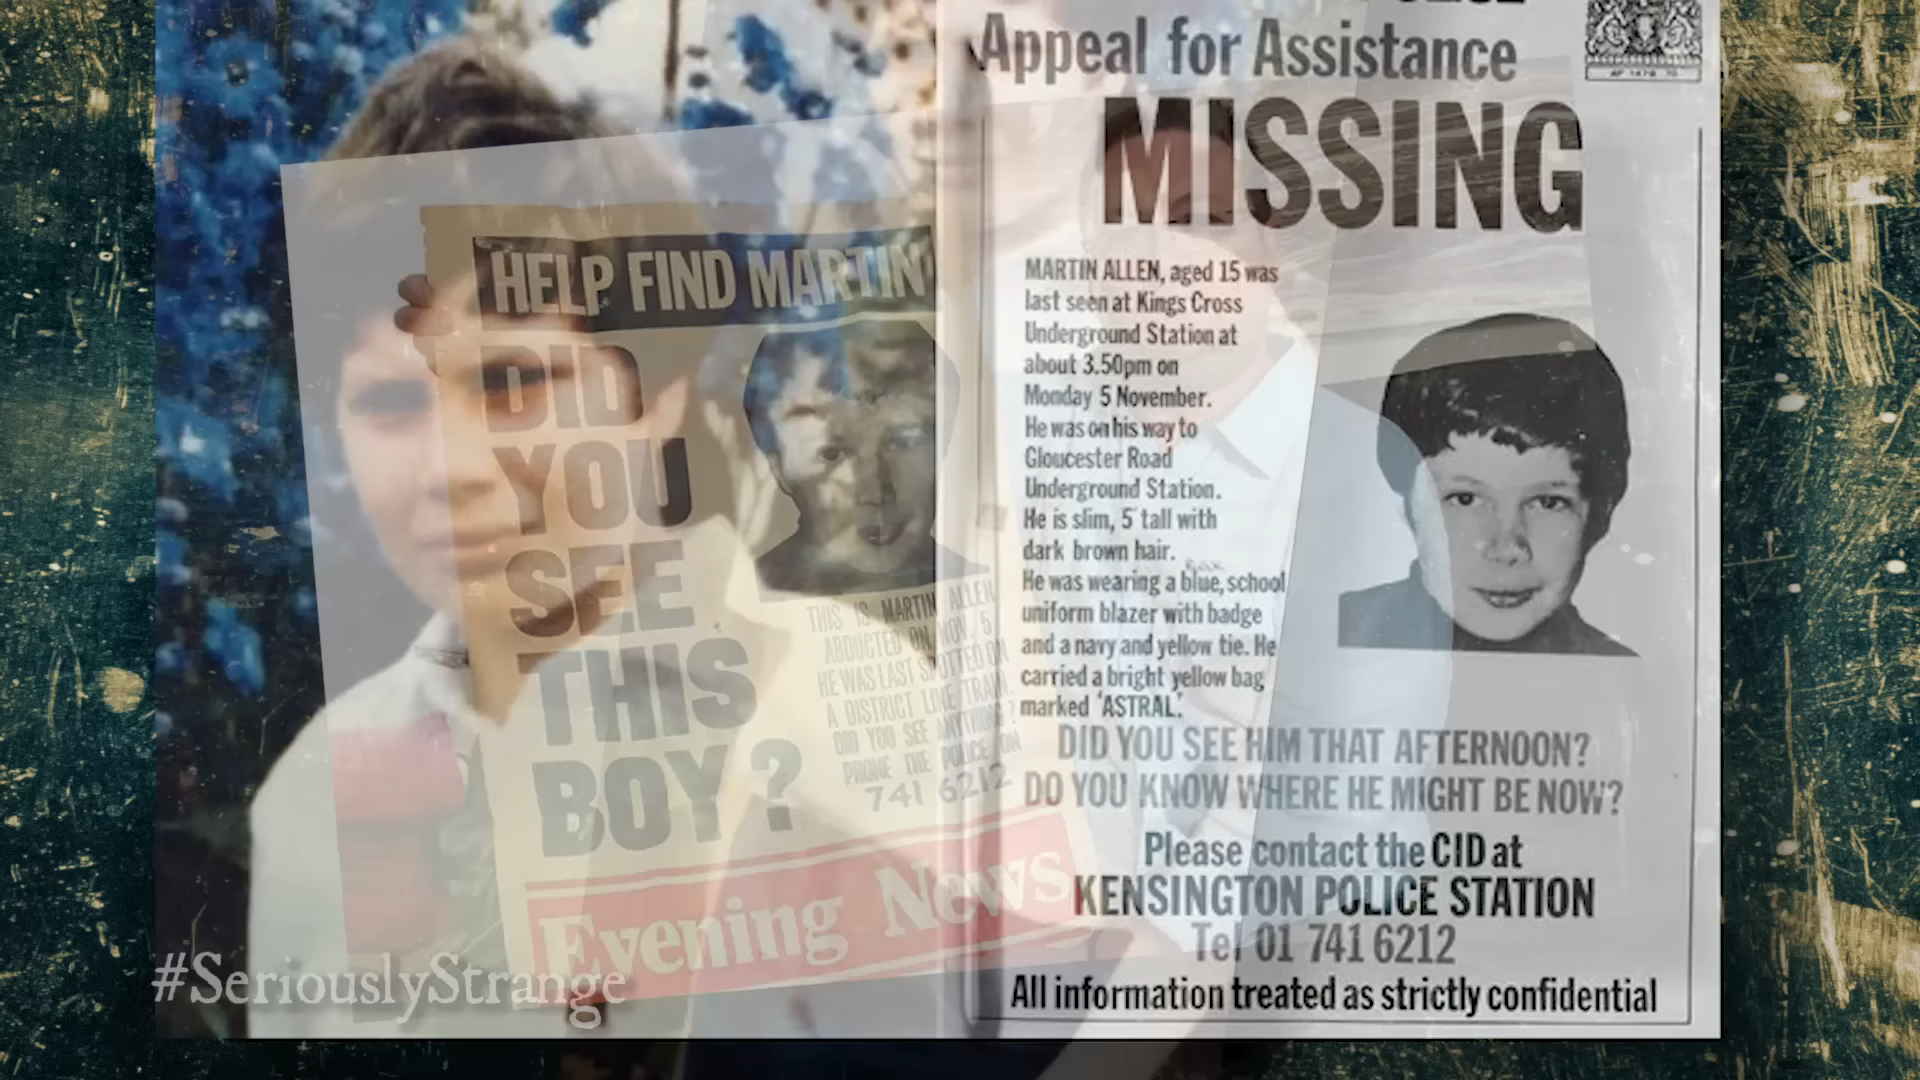 Appeal for Assistance
MISSING
MARTIN ALLEN, aged 15 was
last seen at Kings Cross
Underground Station at
about 3.50pm on
Monday 5 November.
He was on his way to
Gloucester Road
Underground Station.
He is slim, 5' tall with
dark brown hair.
He was wearing a blue, school
uniform blazer with badge
and a navy and yellow tie. He
carried a bright yellow bag
marked 'ASTRAL'.
DID YOU SEE HIM THAT AFTERNOON?
DO YOU KNOW WHERE HE MIGHT BE NOW?
Please contact the CID at
KENSINGTON POLICE STATION
Tel 01 741 6212
All information treated as strictly confidential
HELP FIND MARTIN
DID
YOU
SEE
THIS
BOY?
THIS IS MARTIN ALLEN
ABDUCTED ON NOV. 5
HE WAS LAST SPOTTED ON
A DISTRICT LINE TRAIN.
DID YOU SEE ANYTHING?
PHONE THE POLICE ON
741 6212
Evening News
#SeriouslyStrange